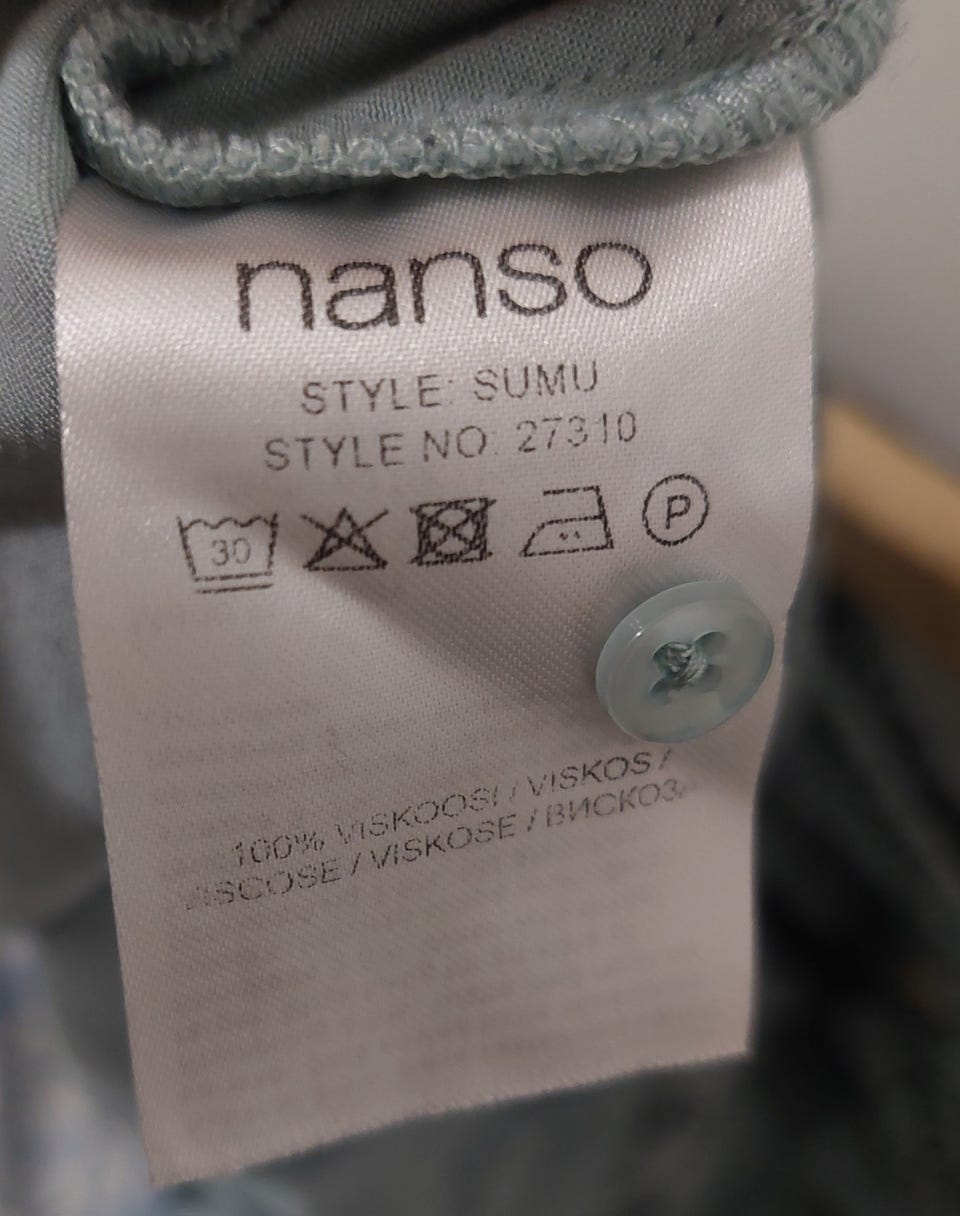 nanso
STYLE: SUMU
STYLE NO: 27310
30 P
100% VISKOOSI / VISKOS /
VISCOSE / VISKOSE / ВИСКОЗА